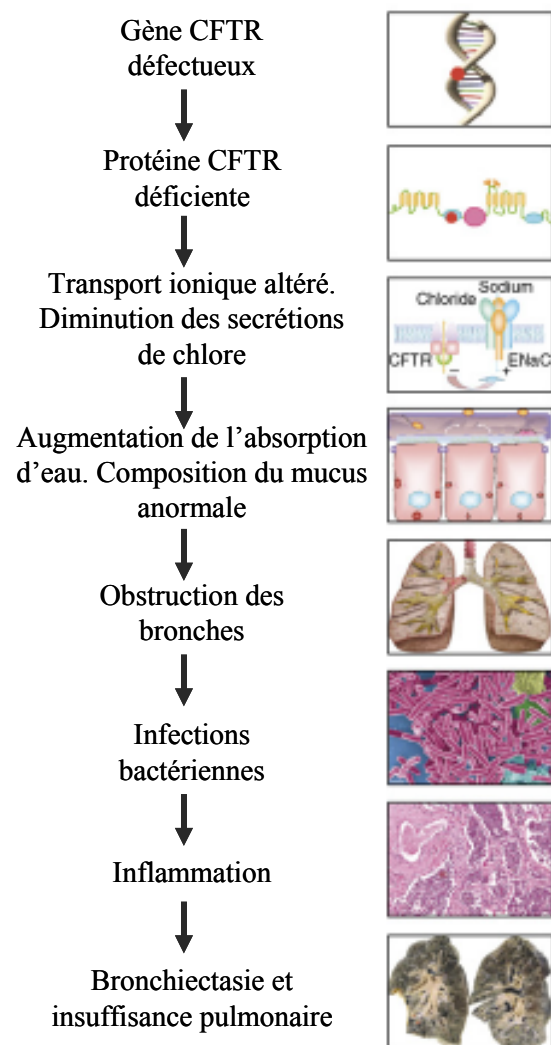 Gène CFTR
défectueux
Protéine CFTR
déficiente
Transport ionique altéré.
Diminution des secrétions
de chlore
Sodium
Chloride
CFTR
ENaC
Augmentation de l’absorption
d’eau. Composition du mucus
anormale
Obstruction des
bronches
Infections
bactériennes
Inflammation
Bronchiectasie et
insuffisance pulmonaire